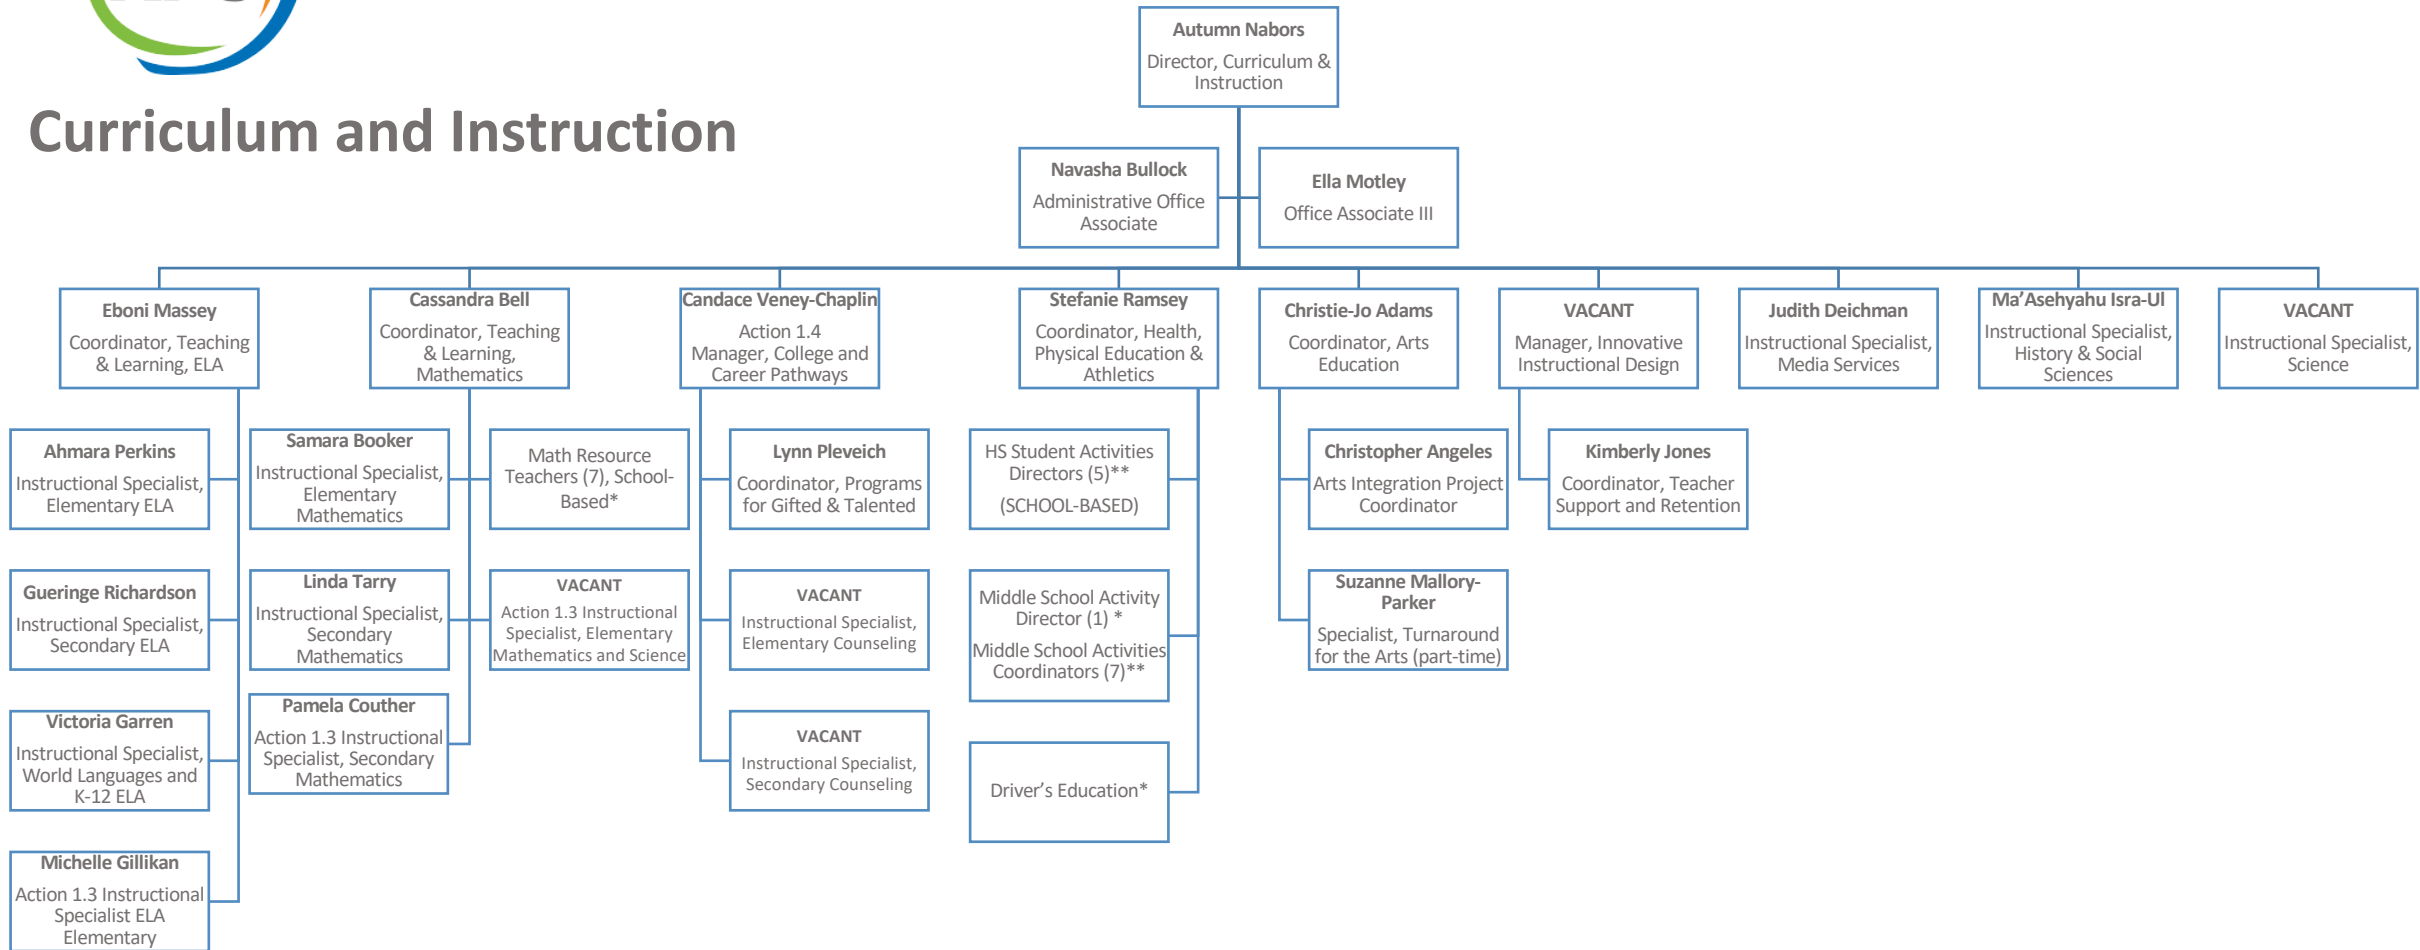 Curriculum and Instruction
Autumn Nabors
Director, Curriculum &
Instruction
Navasha Bullock
Administrative Office
Associate
Ella Motley
Office Associate III
Eboni Massey
Coordinator, Teaching
& Learning, ELA
Cassandra Bell
Coordinator, Teaching
& Learning,
Mathematics
Candace Veney-Chaplin
Action 1.4
Manager, College and
Career Pathways
Stefanie Ramsey
Coordinator, Health,
Physical Education &
Athletics
Christie-Jo Adams
Coordinator, Arts
Education
VACANT
Manager, Innovative
Instructional Design
Judith Deichman
Instructional Specialist,
Media Services
Ma’Asehyahu Isra-Ul
Instructional Specialist,
History & Social
Sciences
VACANT
Instructional Specialist,
Science
Ahmara Perkins
Instructional Specialist,
Elementary ELA
Samara Booker
Instructional Specialist,
Elementary
Mathematics
Math Resource
Teachers (7), School-
Based*
Lynn Pleveich
Coordinator, Programs
for Gifted & Talented
HS Student Activities
Directors (5)**
(SCHOOL-BASED)
Christopher Angeles
Arts Integration Project
Coordinator
Kimberly Jones
Coordinator, Teacher
Support and Retention
Gueringe Richardson
Instructional Specialist,
Secondary ELA
Linda Tarry
Instructional Specialist,
Secondary
Mathematics
VACANT
Action 1.3 Instructional
Specialist, Elementary
Mathematics and Science
VACANT
Instructional Specialist,
Elementary Counseling
Middle School Activity
Director (1) *
Middle School Activities
Coordinators (7)**
Suzanne Mallory-
Parker
Specialist, Turnaround
for the Arts (part-time)
Victoria Garren
Instructional Specialist,
World Languages and
K-12 ELA
Pamela Couther
Action 1.3 Instructional
Specialist, Secondary
Mathematics
VACANT
Instructional Specialist,
Secondary Counseling
Driver’s Education*
Michelle Gillikan
Action 1.3 Instructional
Specialist ELA
Elementary